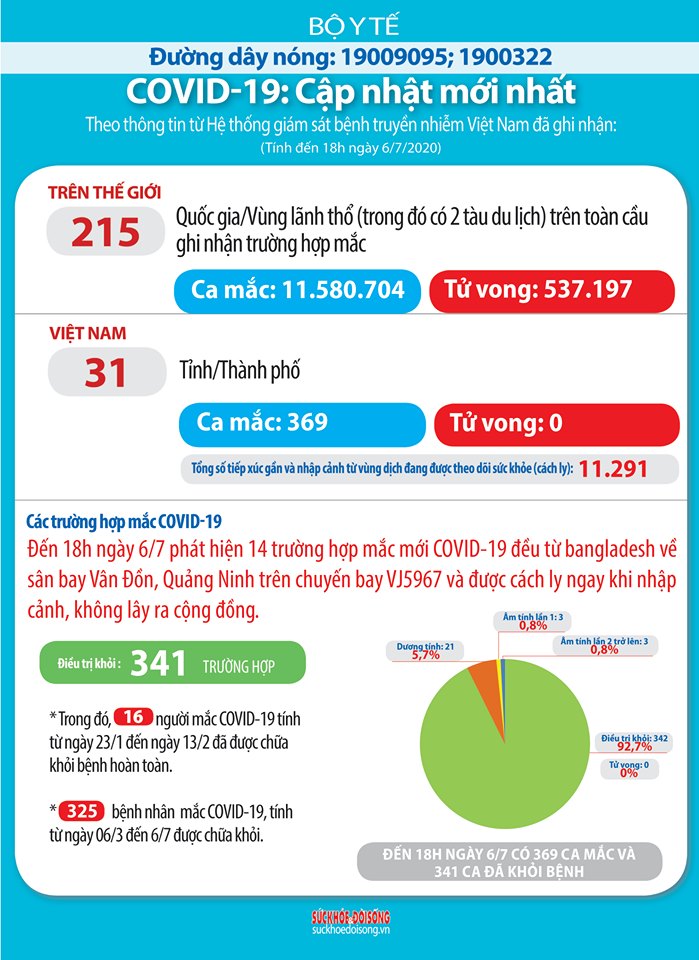 BỘ Y TẾ
Đường dây nóng: 19009095; 1900322
COVID-19: Cập nhật mới nhất
Theo thông tin từ Hệ thống giám sát bệnh truyền nhiễm Việt Nam đã ghi nhận:
(Tính đến 18h ngày 6/7/2020)
TRÊN THẾ GIỚI
215
Quốc gia/Vùng lãnh thổ (trong đó có 2 tàu du lịch) trên toàn cầu
ghi nhận trường hợp mắc
Ca mắc: 11.580.704
Tử vong: 537.197
VIỆT NAM
31
Tỉnh/Thành phố
Ca mắc: 369
Tử vong: 0
Tổng số tiếp xúc gần và nhập cảnh từ vùng dịch đang được theo dõi sức khỏe (cách ly): 11.291
Các trường hợp mắc COVID-19
Đến 18h ngày 6/7 phát hiện 14 trường hợp mắc mới COVID-19 đều từ bangladesh về
sân bay Vân Đồn, Quảng Ninh trên chuyến bay VJ5967 và được cách ly ngay khi nhập
cảnh, không lây ra cộng đồng.
Điều trị khỏi : 341 TRƯỜNG HỢP
* Trong đó, 16 người mắc COVID-19 tính
từ ngày 23/1 đến ngày 13/2 đã được chữa
khỏi bệnh hoàn toàn.
* 325 bệnh nhân mắc COVID-19, tính
từ ngày 06/3 đến 6/7 được chữa khỏi.
Âm tính lần 1: 3
0,8%
Dương tính: 21
5,7%
Âm tính lần 2 trở lên: 3
0,8%
Điều trị khỏi: 342
92,7%
Tử vong: 0
0%
ĐẾN 18H NGÀY 6/7 CÓ 369 CA MẮC VÀ
341 CA ĐÃ KHỎI BỆNH
SỨC KHỎE ĐỜI SỐNG
suckhoedoisong.vn